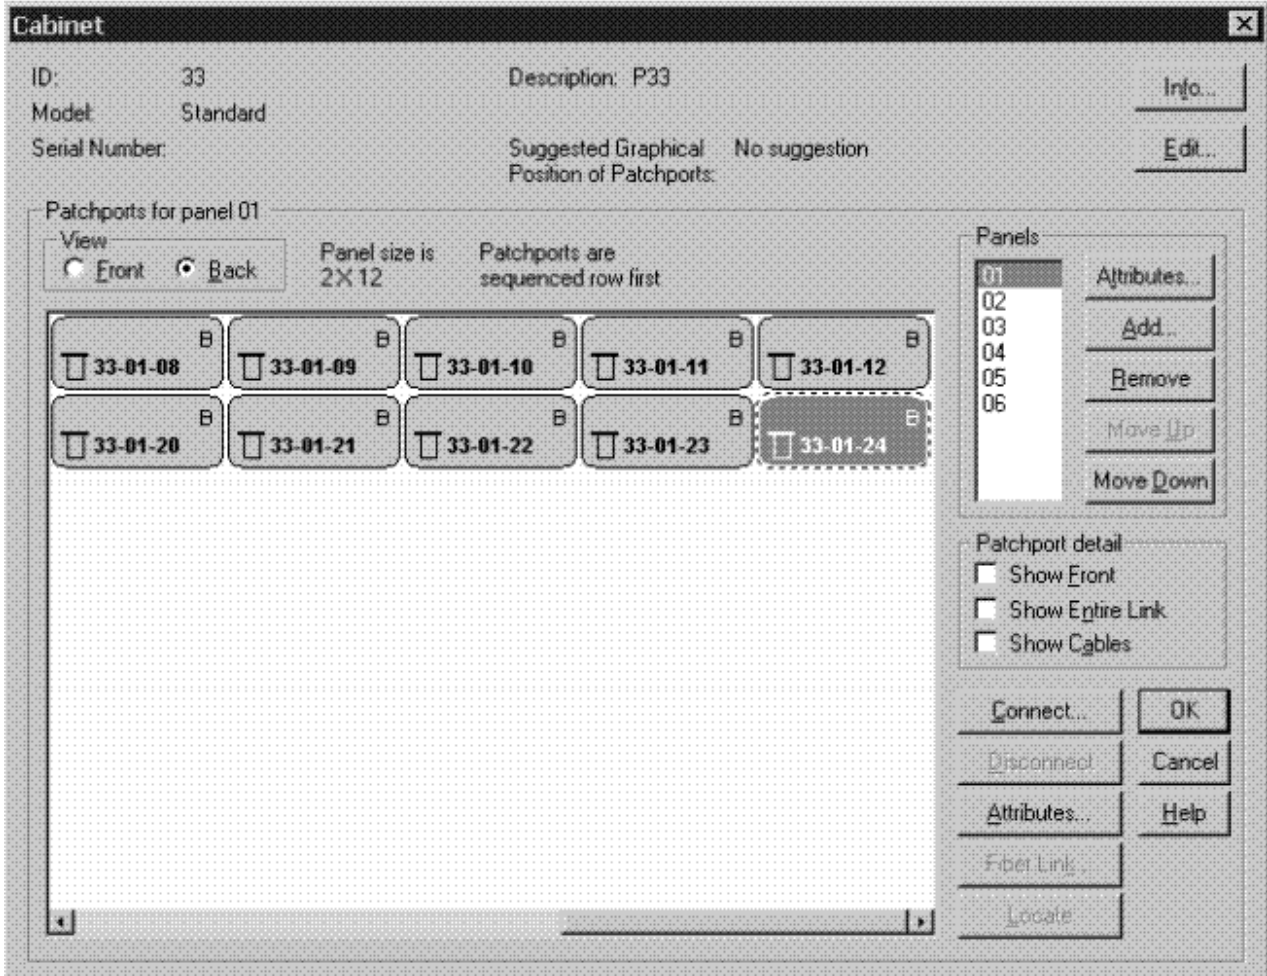 Cabinet
ID: 33 Description: P33
Info...
Model: Standard
Serial Number: Suggested Graphical No suggestion
Position of Patchports:
Edit...
Patchports for panel 01
View
Front Back
Panel size is
2X12
Patchports are
sequenced row first
B B B B B
33-01-08 33-01-09 33-01-10 33-01-11 33-01-12
B B B B B
33-01-20 33-01-21 33-01-22 33-01-23 33-01-24
Panels
01
02
03
04
05
06
Attributes...
Add...
Remove
Move Up
Move Down
Patchport detail
Show Front
Show Entire Link
Show Cables
Connect... OK
Disconnect Cancel
Attributes... Help
Fiber Link...
Locate